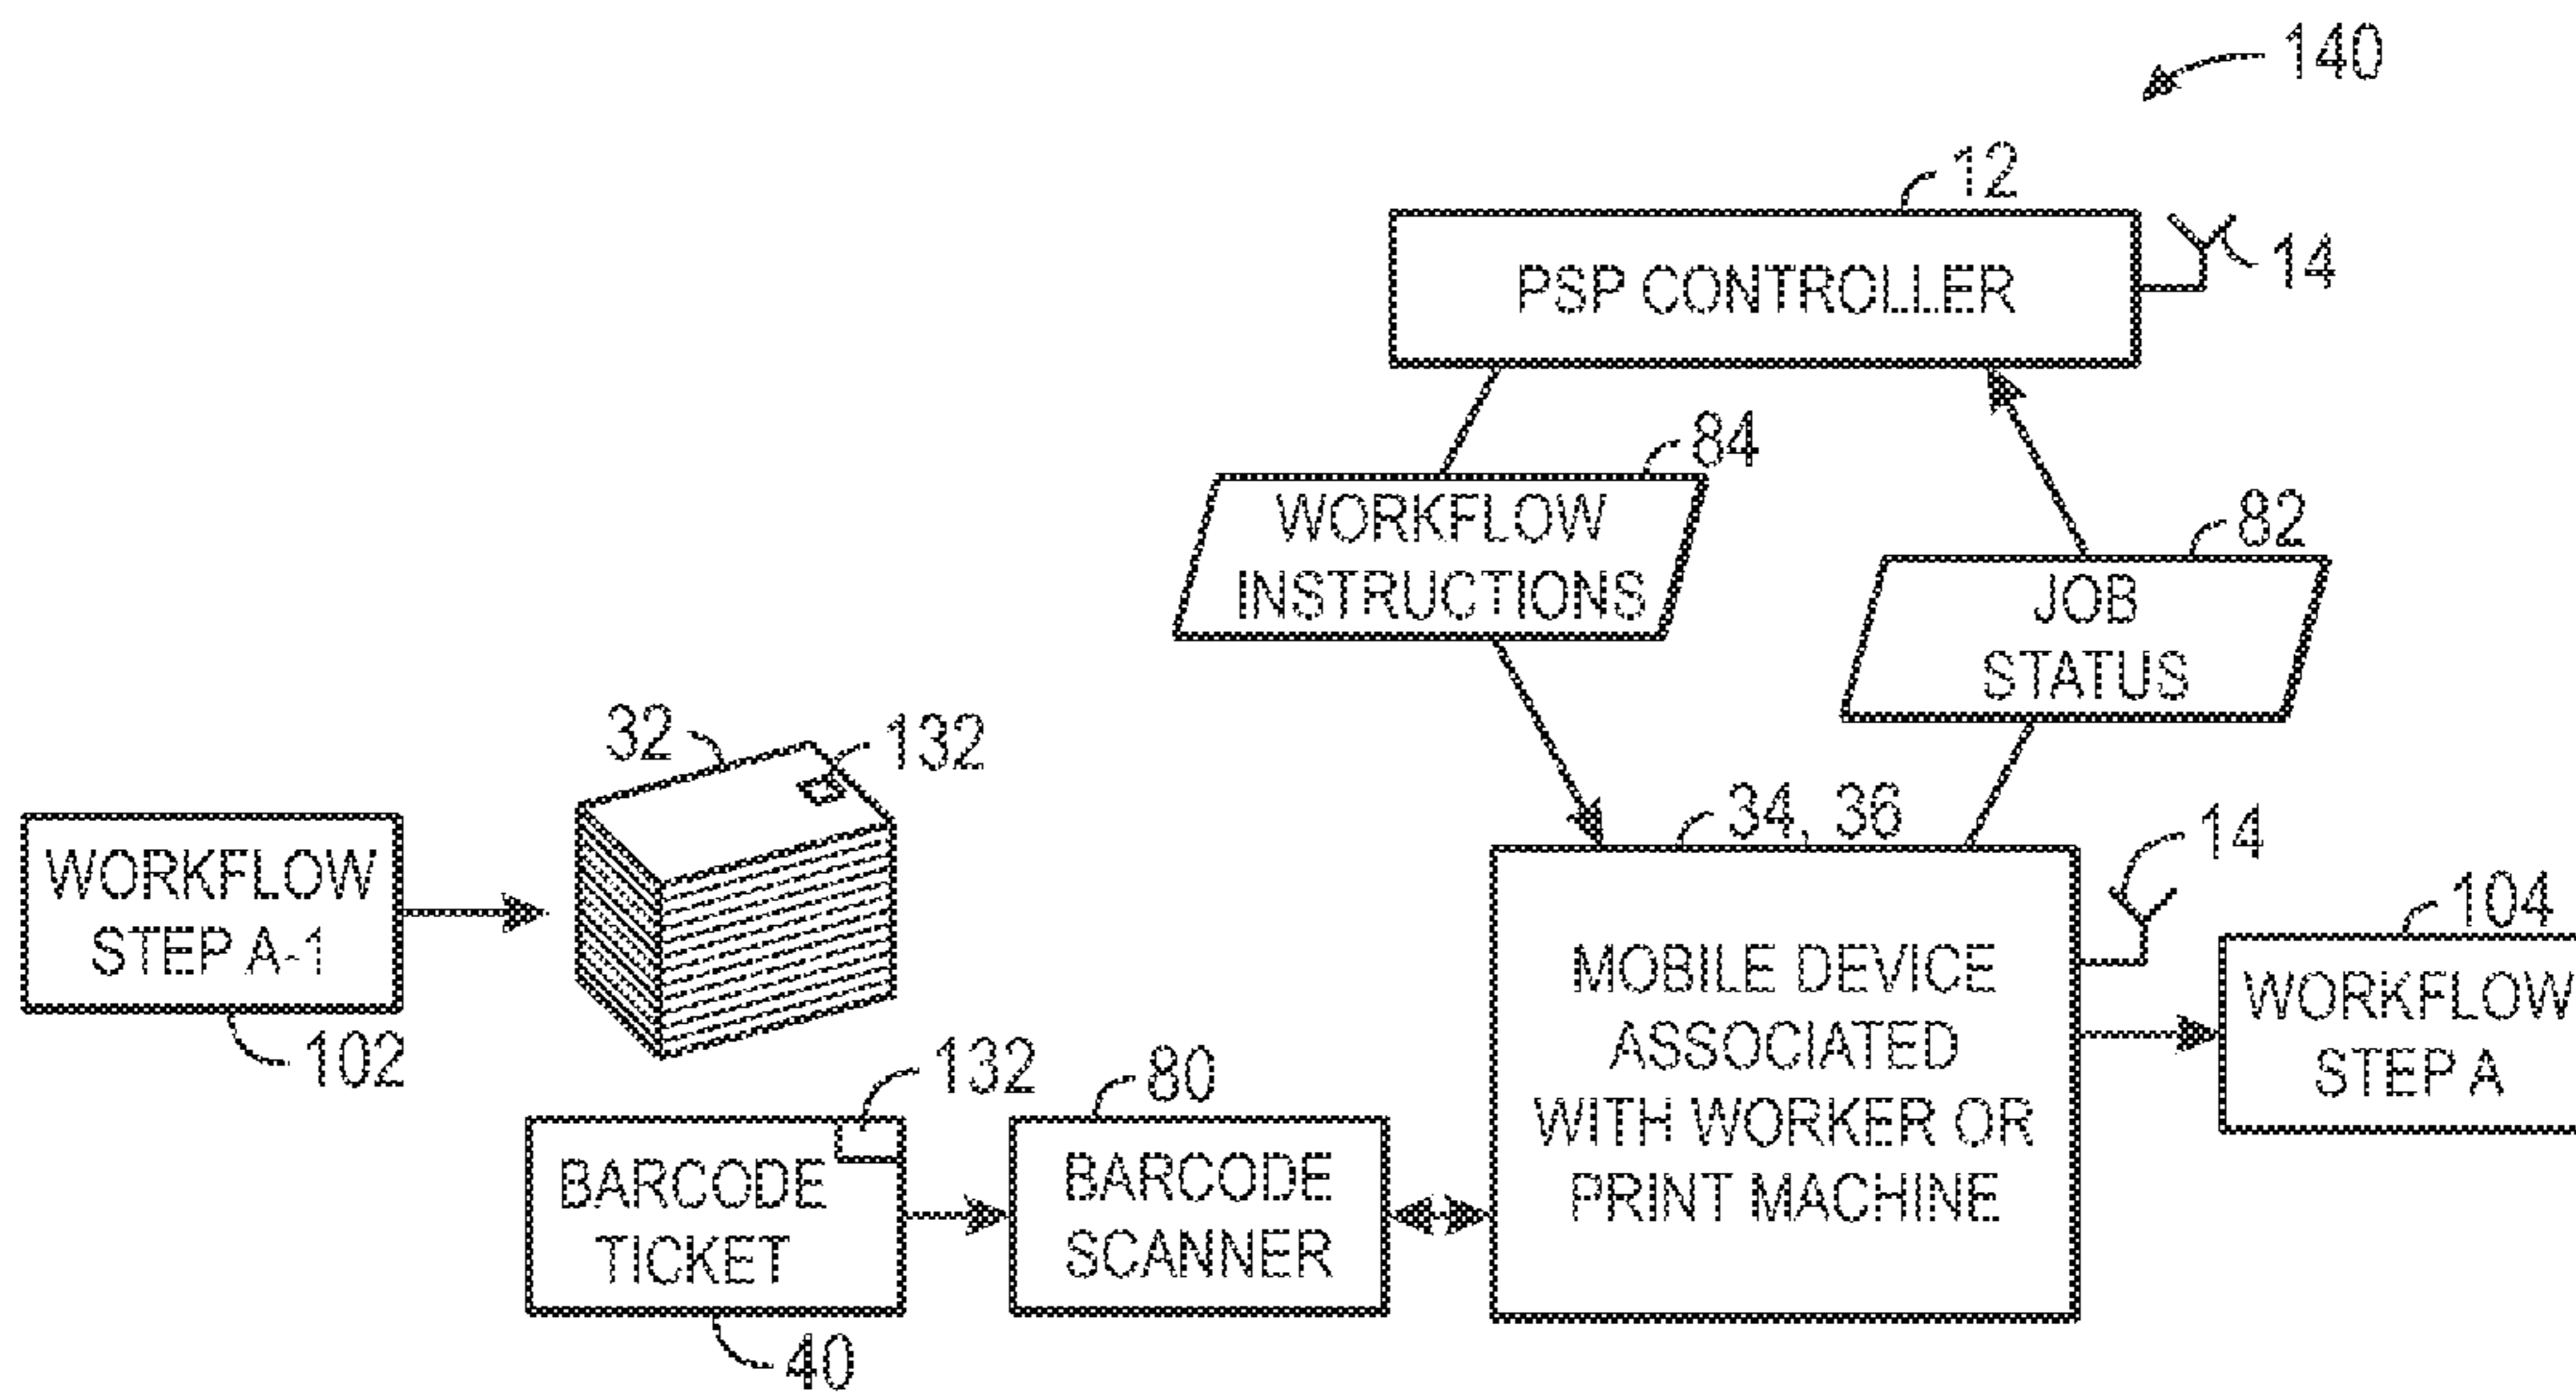 140
12
PSP CONTROLLER
14
84
WORKFLOW
INSTRUCTIONS
82
JOB
STATUS
32
132
34, 36
14
104
WORKFLOW
STEP A-1
102
MOBILE DEVICE
ASSOCIATED
WITH WORKER OR
PRINT MACHINE
WORKFLOW
STEP A
132
80
BARCODE
TICKET
BARCODE
SCANNER
40